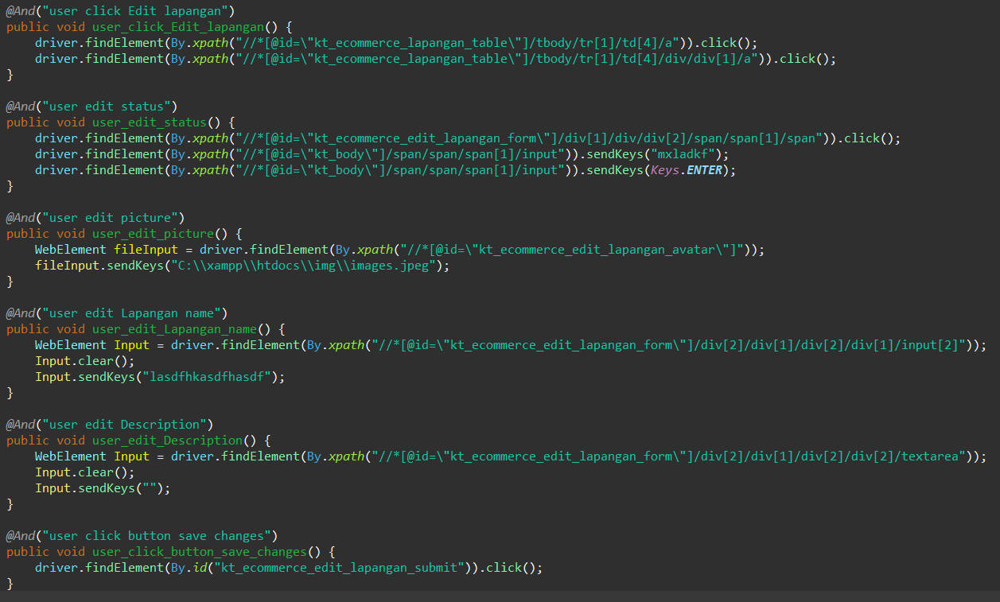 @And("user click Edit lapangan")
public void user_click_Edit_lapangan() {
    driver.findElement(By.xpath("//*[@id=\"kt_ecommerce_lapangan_table\"]/tbody/tr[1]/td[4]/a")).click();
    driver.findElement(By.xpath("//*[@id=\"kt_ecommerce_lapangan_table\"]/tbody/tr[1]/td[4]/div/div[1]/a")).click();
}

@And("user edit status")
public void user_edit_status() {
    driver.findElement(By.xpath("//*[@id=\"kt_ecommerce_edit_lapangan_form\"]/div[1]/div/div[2]/span/span[1]/span")).click();
    driver.findElement(By.xpath("//*[@id=\"kt_body\"]/span/span/span[1]/input")).sendKeys("mxladkf");
    driver.findElement(By.xpath("//*[@id=\"kt_body\"]/span/span/span[1]/input")).sendKeys(Keys.ENTER);
}

@And("user edit picture")
public void user_edit_picture() {
    WebElement fileInput = driver.findElement(By.xpath("//*[@id=\"kt_ecommerce_edit_lapangan_avatar\"]"));
    fileInput.sendKeys("C:\\xampp\\htdocs\\img\\images.jpeg");
}

@And("user edit Lapangan name")
public void user_edit_Lapangan_name() {
    WebElement Input = driver.findElement(By.xpath("//*[@id=\"kt_ecommerce_edit_lapangan_form\"]/div[2]/div[1]/div[2]/div[1]/input[2]"));
    Input.clear();
    Input.sendKeys("lasdfhkasdfhasdf");
}

@And("user edit Description")
public void user_edit_Description() {
    WebElement Input = driver.findElement(By.xpath("//*[@id=\"kt_ecommerce_edit_lapangan_form\"]/div[2]/div[1]/div[2]/div[2]/textarea"));
    Input.clear();
    Input.sendKeys("");
}

@And("user click button save changes")
public void user_click_button_save_changes() {
    driver.findElement(By.id("kt_ecommerce_edit_lapangan_submit")).click();
}